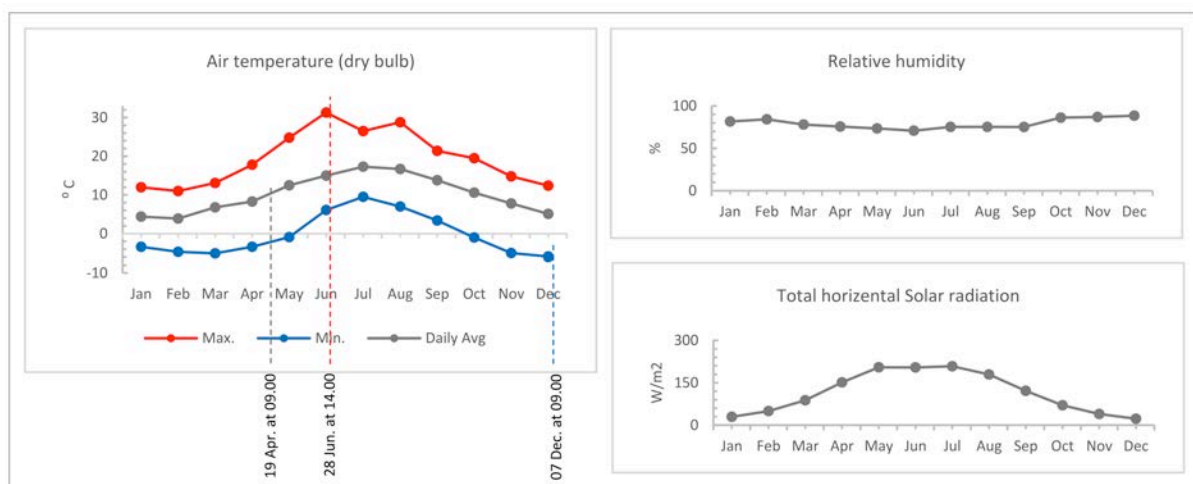 Air temperature (dry bulb)
30
20
10
0
-10
º C
Jan Feb Mar Apr May Jun Jul Aug Sep Oct Nov Dec
Max. Min. Daily Avg
19 Apr. at 09.00
28 Jun. at 14.00
07 Dec. at 09.00
Relative humidity
100
50
0
%
Jan Feb Mar Apr May Jun Jul Aug Sep Oct Nov Dec
Total horizental Solar radiation
300
150
0
W/m2
Jan Feb Mar Apr May Jun Jul Aug Sep Oct Nov Dec